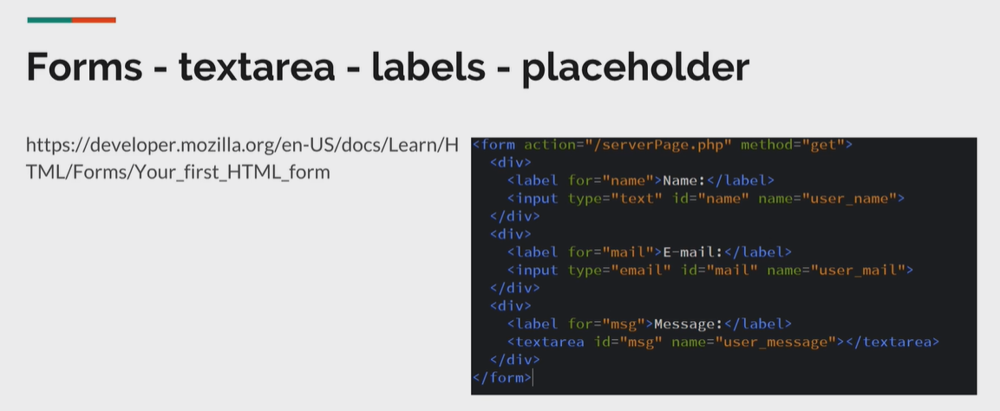 Forms - textarea - labels - placeholder
https://developer.mozilla.org/en-US/docs/Learn/H
TML/Forms/Your_first_HTML_form
<form action="/serverPage.php" method="get">
  <div>
    <label for="name">Name:</label>
    <input type="text" id="name" name="user_name">
  </div>
  <div>
    <label for="mail">E-mail:</label>
    <input type="email" id="mail" name="user_mail">
  </div>
  <div>
    <label for="msg">Message:</label>
    <textarea id="msg" name="user_message"></textarea>
  </div>
</form>